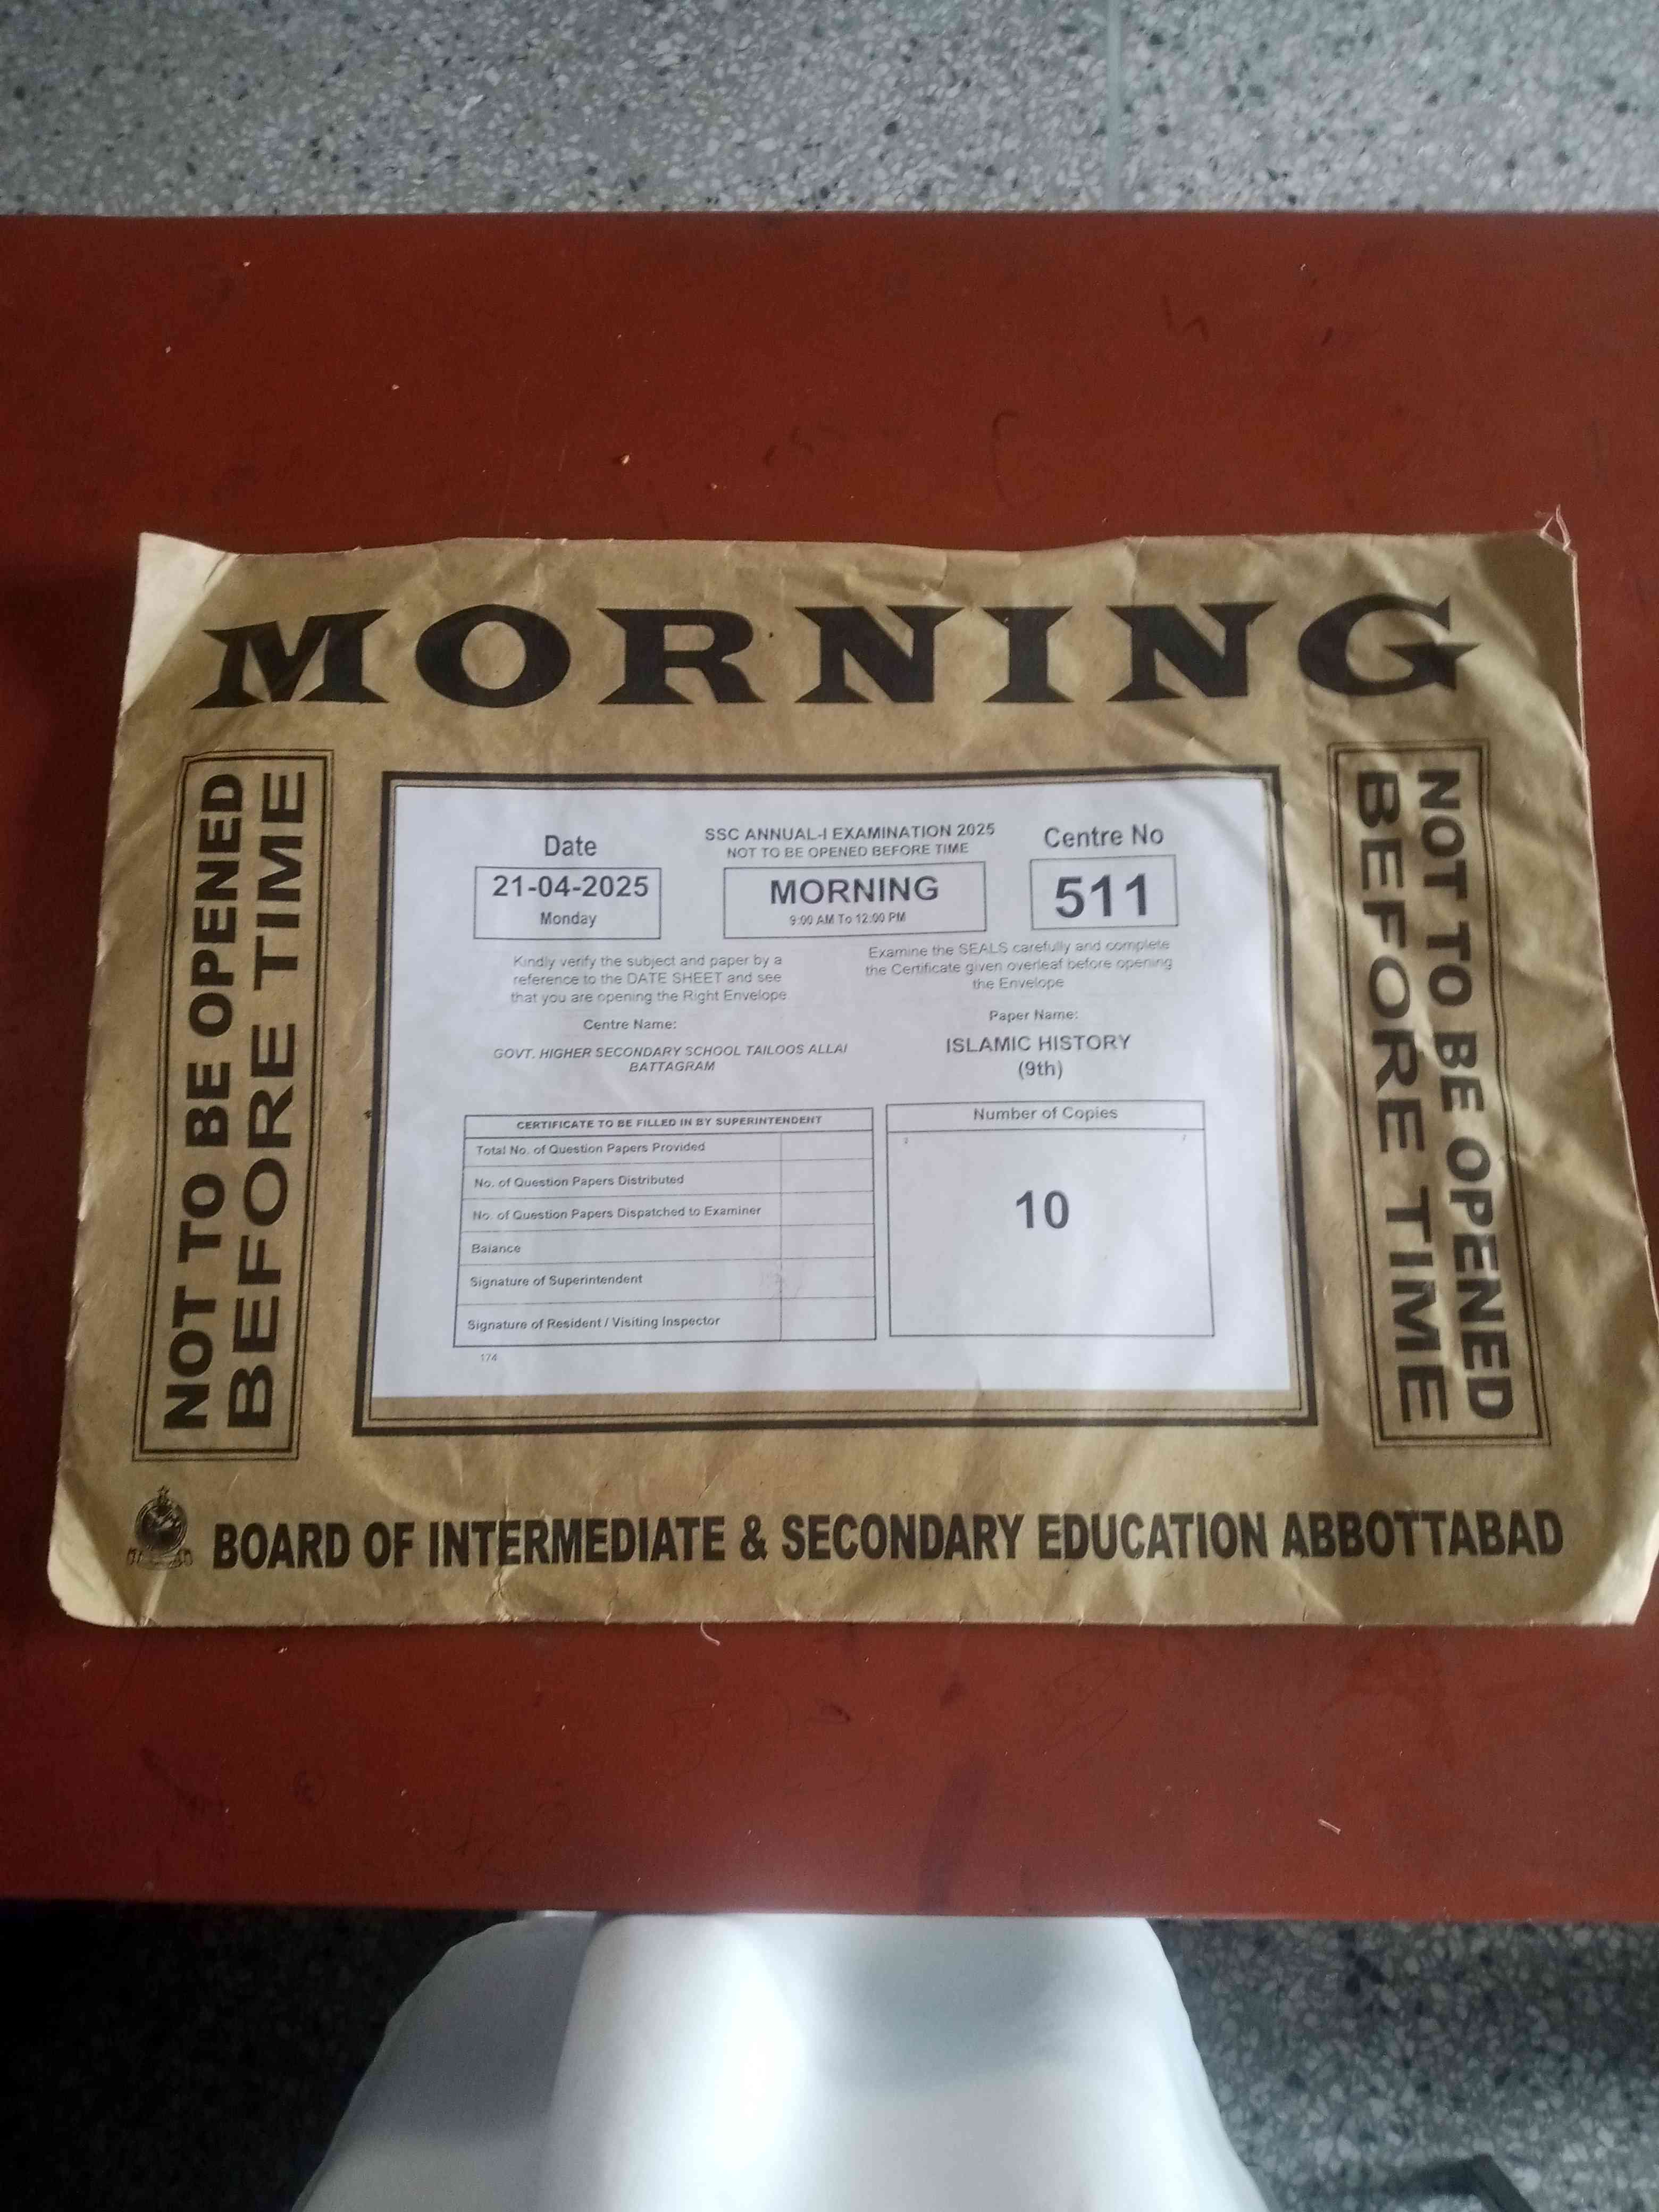 MORNING
NOT TO BE OPENED
BEFORE TIME
Date
21-04-2025
Monday
SSC ANNUAL-I EXAMINATION 2025
NOT TO BE OPENED BEFORE TIME
MORNING
9:00 AM To 12:00 PM
Centre No
511
Kindly verify the subject and paper by a
reference to the DATE SHEET and see
that you are opening the Right Envelope
Examine the SEALS carefully and complete
the Certificate given overleaf before opening
the Envelope
Centre Name:
GOVT. HIGHER SECONDARY SCHOOL TAILOOS ALLAI
BATTAGRAM
Paper Name:
ISLAMIC HISTORY
(9th)
CERTIFICATE TO BE FILLED IN BY SUPERINTENDENT
Total No. of Question Papers Provided
No. of Question Papers Distributed
No. of Question Papers Dispatched to Examiner
Balance
Signature of Superintendent
Signature of Resident / Visiting Inspector
174
Number of Copies
10
NOT TO BE OPENED
BEFORE TIME
BOARD OF INTERMEDIATE & SECONDARY EDUCATION ABBOTTABAD